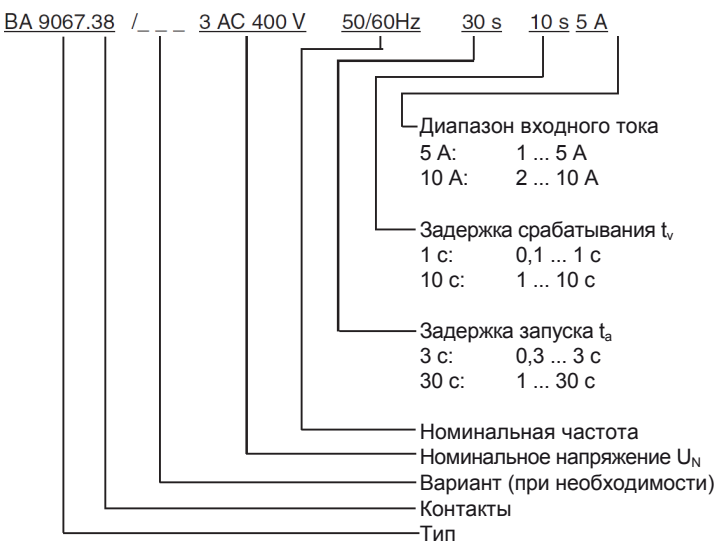 BA 9067.38 /_ _ _ 3 AC 400 V 50/60Hz 30 s 10 s 5 A
Диапазон входного тока
5 A: 1 ... 5 A
10 A: 2 ... 10 A
Задержка срабатывания tv
1 с: 0,1 ... 1 с
10 с: 1 ... 10 с
Задержка запуска ta
3 с: 0,3 ... 3 с
30 с: 1 ... 30 с
Номинальная частота
Номинальное напряжение UN
Вариант (при необходимости)
Контакты
Тип